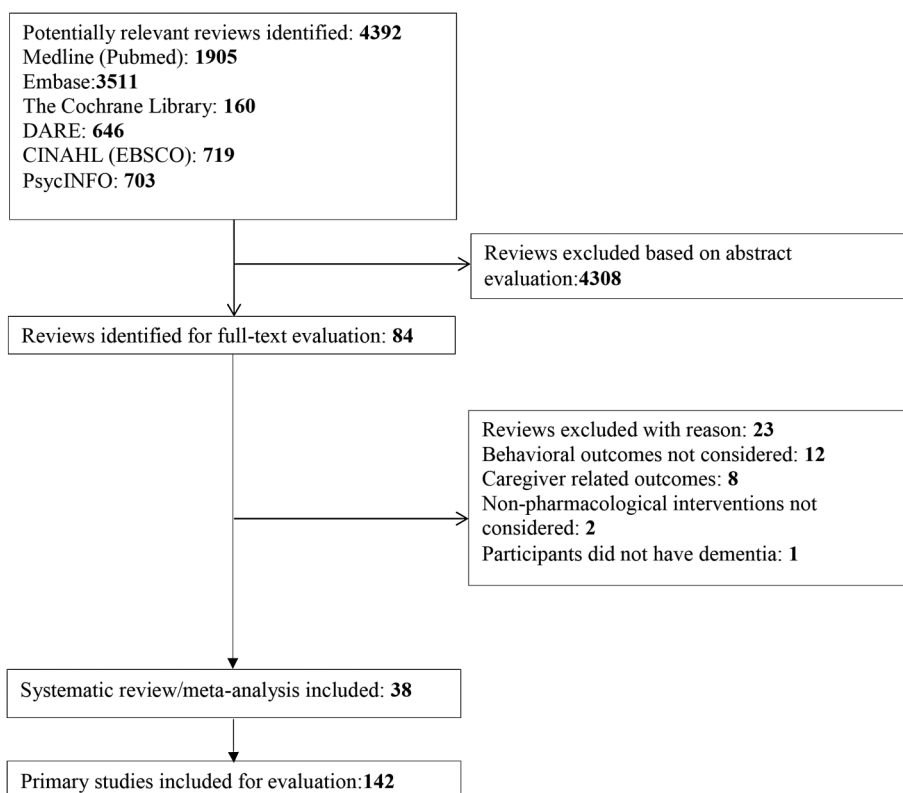 Potentially relevant reviews identified: 4392
Medline (Pubmed): 1905
Embase:3511
The Cochrane Library: 160
DARE: 646
CINAHL (EBSCO): 719
PsycINFO: 703
Reviews excluded based on abstract
evaluation:4308
Reviews identified for full-text evaluation: 84
Reviews excluded with reason: 23
Behavioral outcomes not considered: 12
Caregiver related outcomes: 8
Non-pharmacological interventions not
considered: 2
Participants did not have dementia: 1
Systematic review/meta-analysis included: 38
Primary studies included for evaluation:142